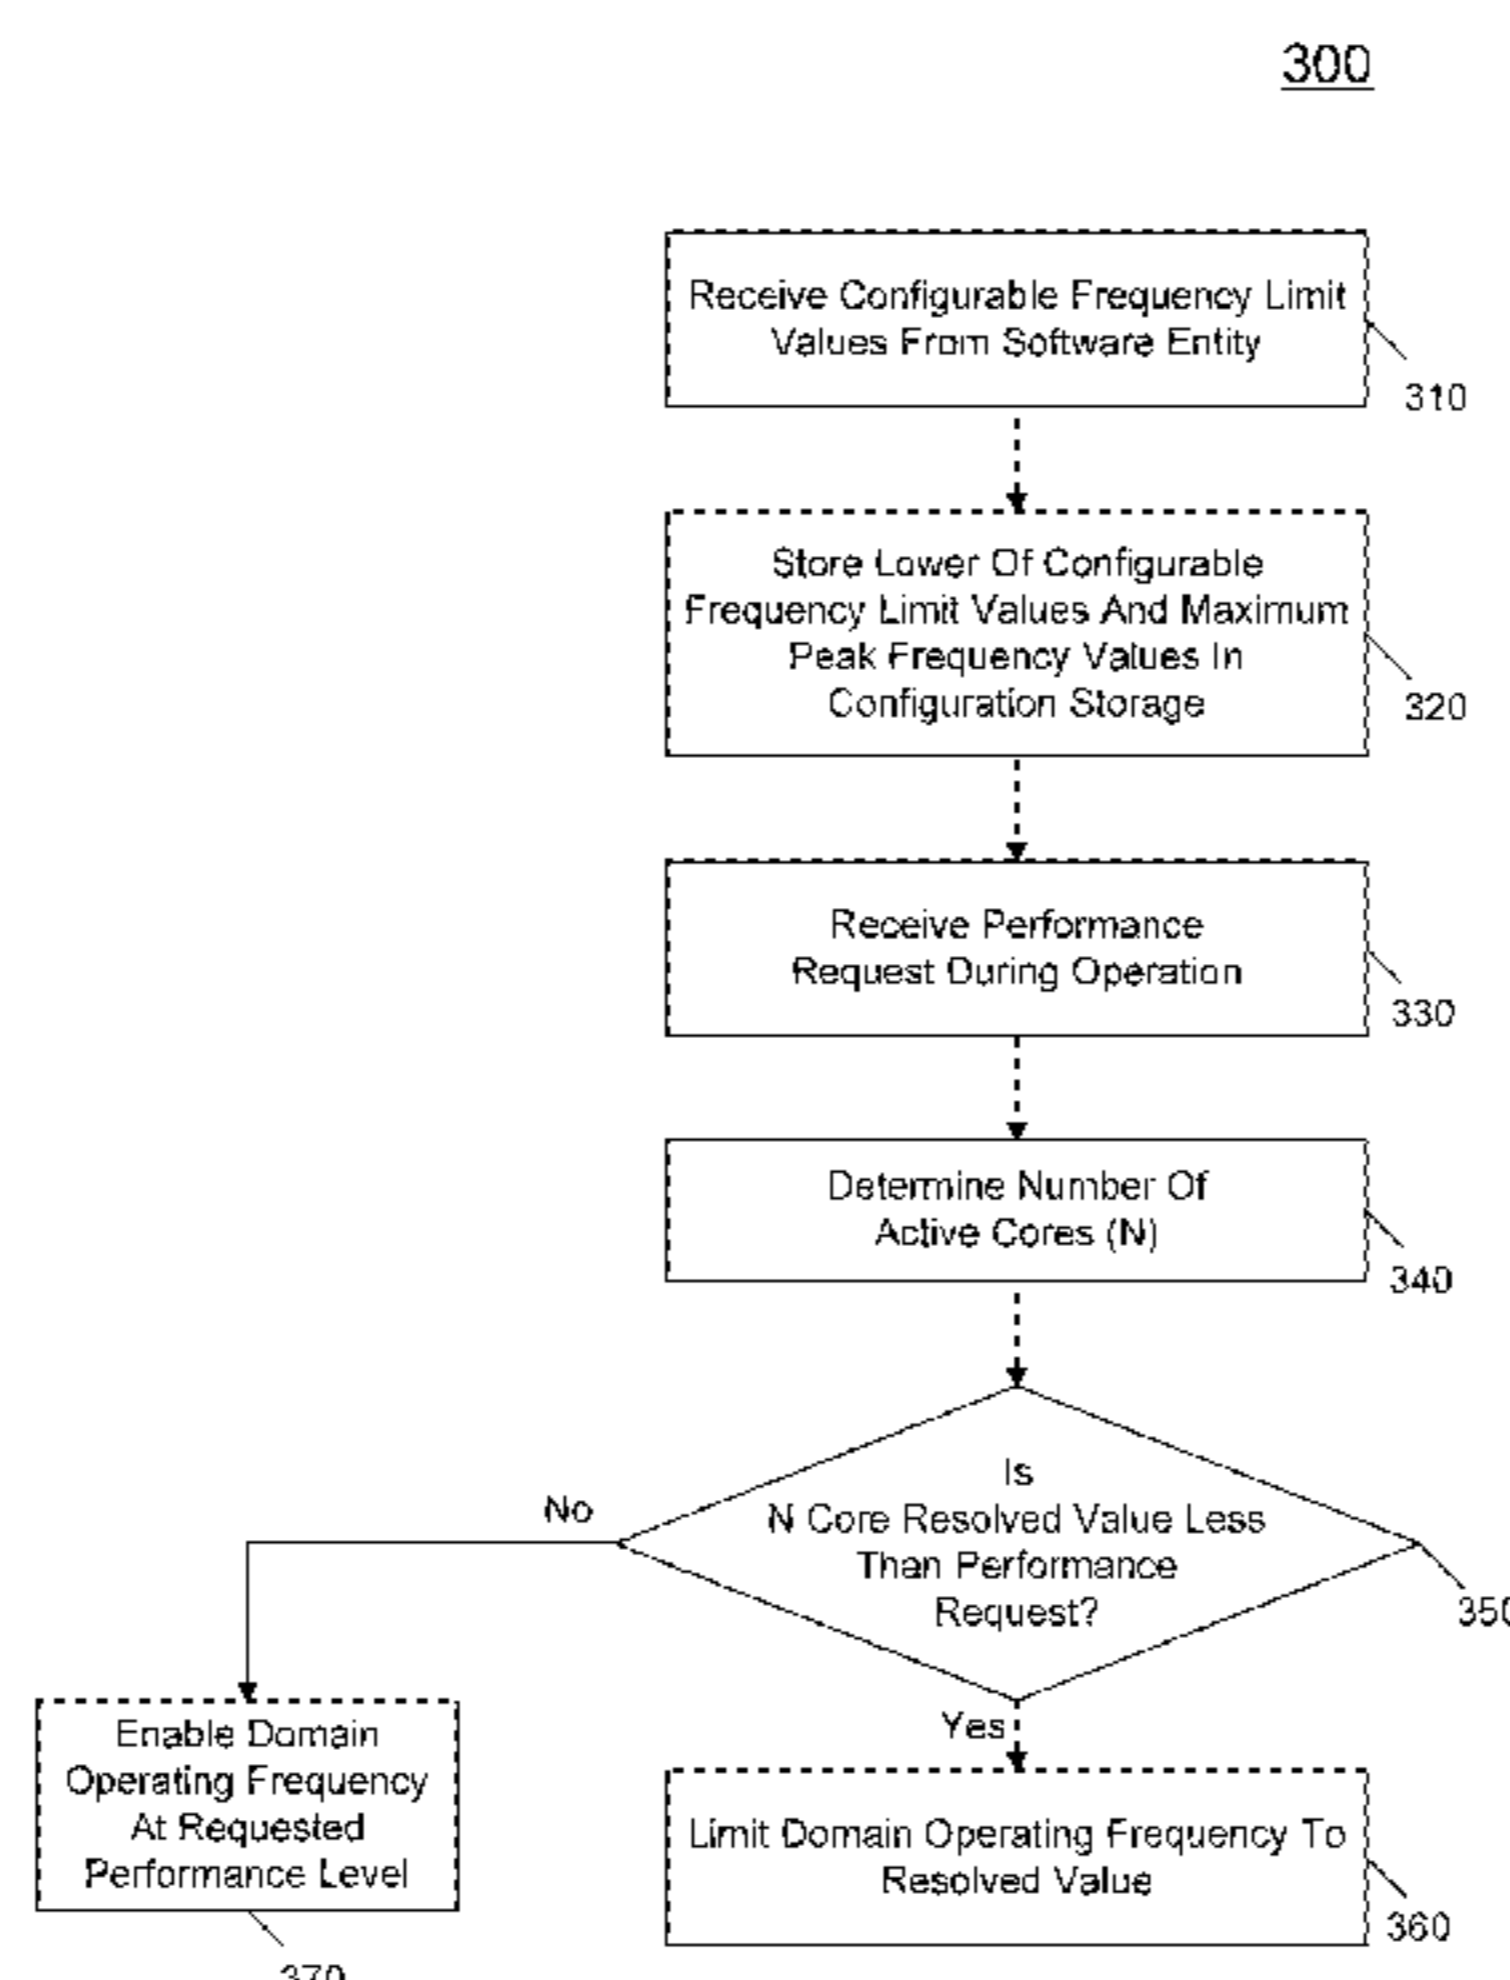 300
Receive Configurable Frequency Limit
Values From Software Entity
310
Store Lower Of Configurable
Frequency Limit Values And Maximum
Peak Frequency Values In
Configuration Storage
320
Receive Performance
Request During Operation
330
Determine Number Of
Active Cores (N)
340
Is
N Core Resolved Value Less
Than Performance
Request?
350
No
Yes
Enable Domain
Operating Frequency
At Requested
Performance Level
370
Limit Domain Operating Frequency To
Resolved Value
360